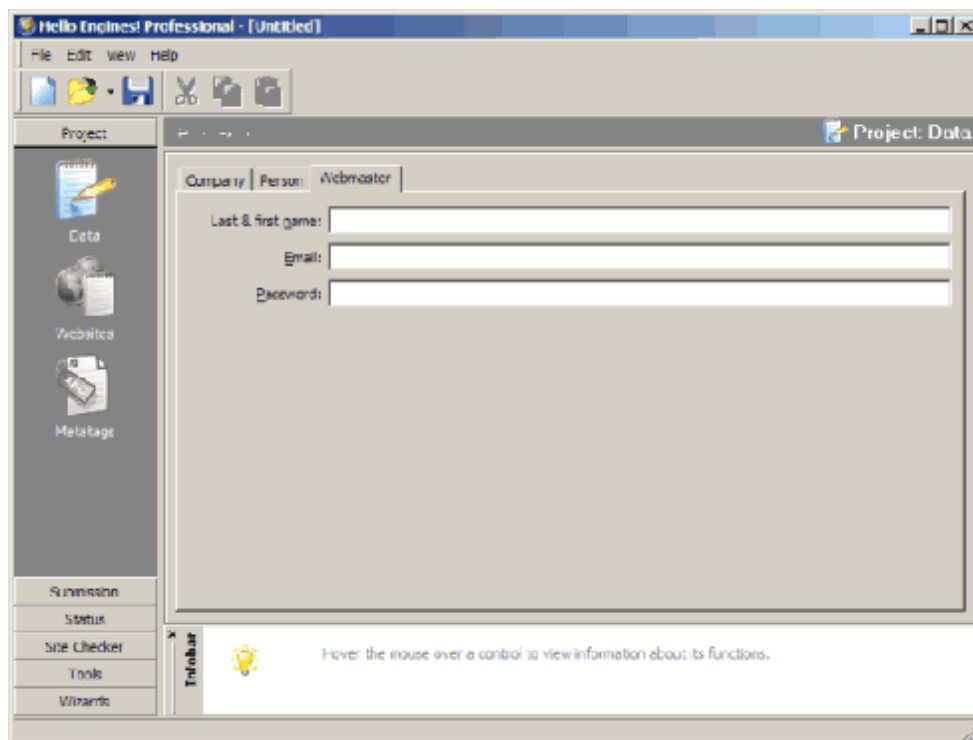 Hello Engines! Professional - [Untitled]
File Edit View Help
Project
Project: Data
Company Person Webmaster
Last & first name:
Email:
Password:
Data
Websites
Metatags
Submission
Status
Site Checker
Tools
Wizards
Infobar
Hover the mouse over a control to view information about its functions.